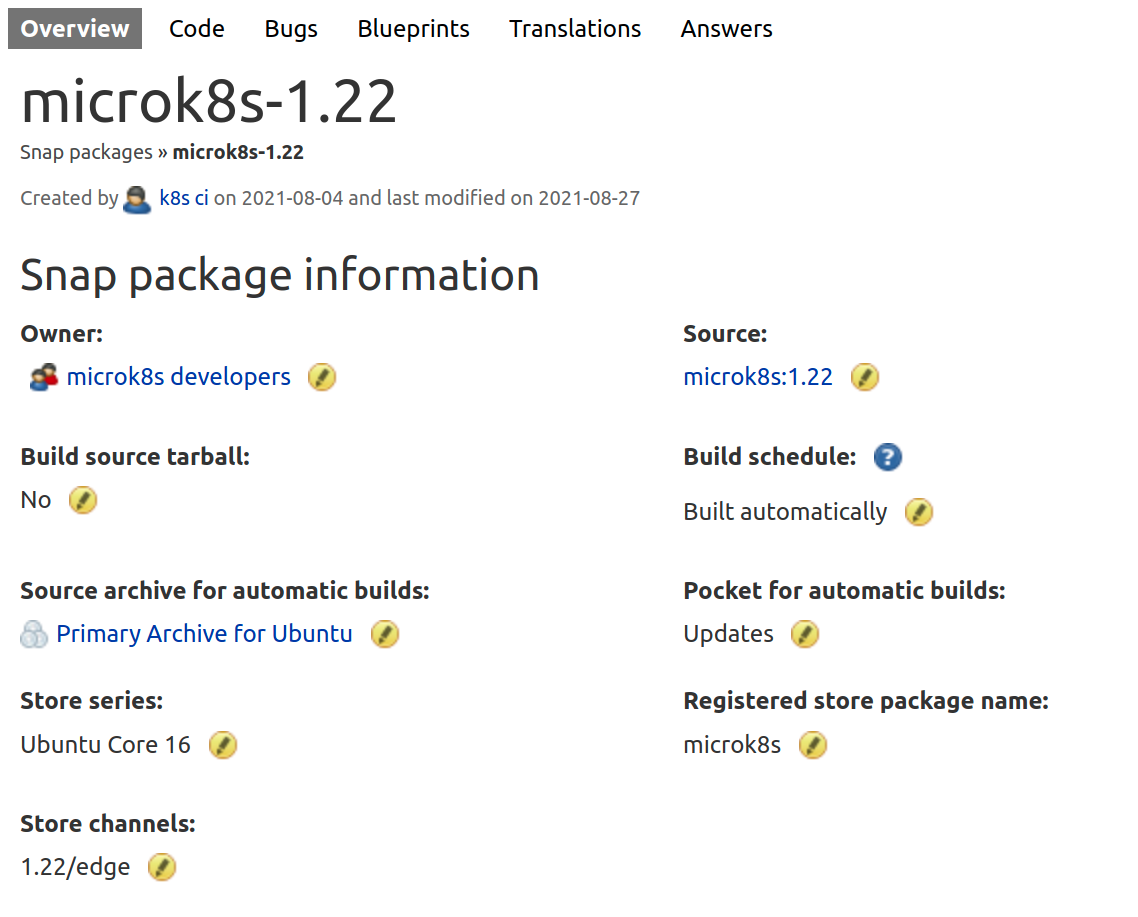 Overview Code Bugs Blueprints Translations Answers
microk8s-1.22
Snap packages » microk8s-1.22
Created by k8s ci on 2021-08-04 and last modified on 2021-08-27
Snap package information
Owner:
microk8s developers
Source:
microk8s:1.22
Build source tarball:
No
Build schedule: ?
Built automatically
Source archive for automatic builds:
Primary Archive for Ubuntu
Pocket for automatic builds:
Updates
Store series:
Ubuntu Core 16
Registered store package name:
microk8s
Store channels:
1.22/edge